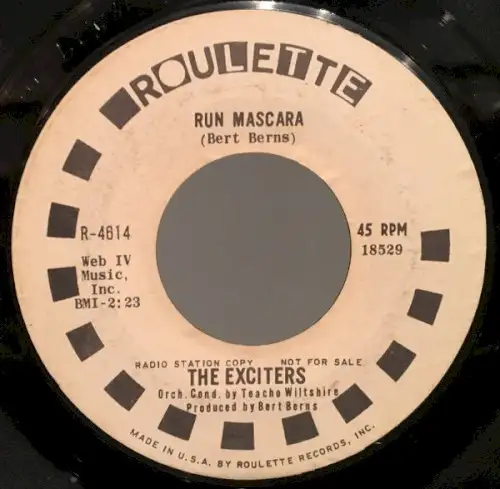 ROULETTE
RUN MASCARA
(Bert Berns)
R-4614
45 RPM
18529
Web IV
Music,
Inc.
BMI-2:23
RADIO STATION COPY NOT FOR SALE
THE EXCITERS
Orch. Cond. by Teacho Wiltshire
Produced by Bert Berns
MADE IN U.S.A. BY ROULETTE RECORDS, INC.